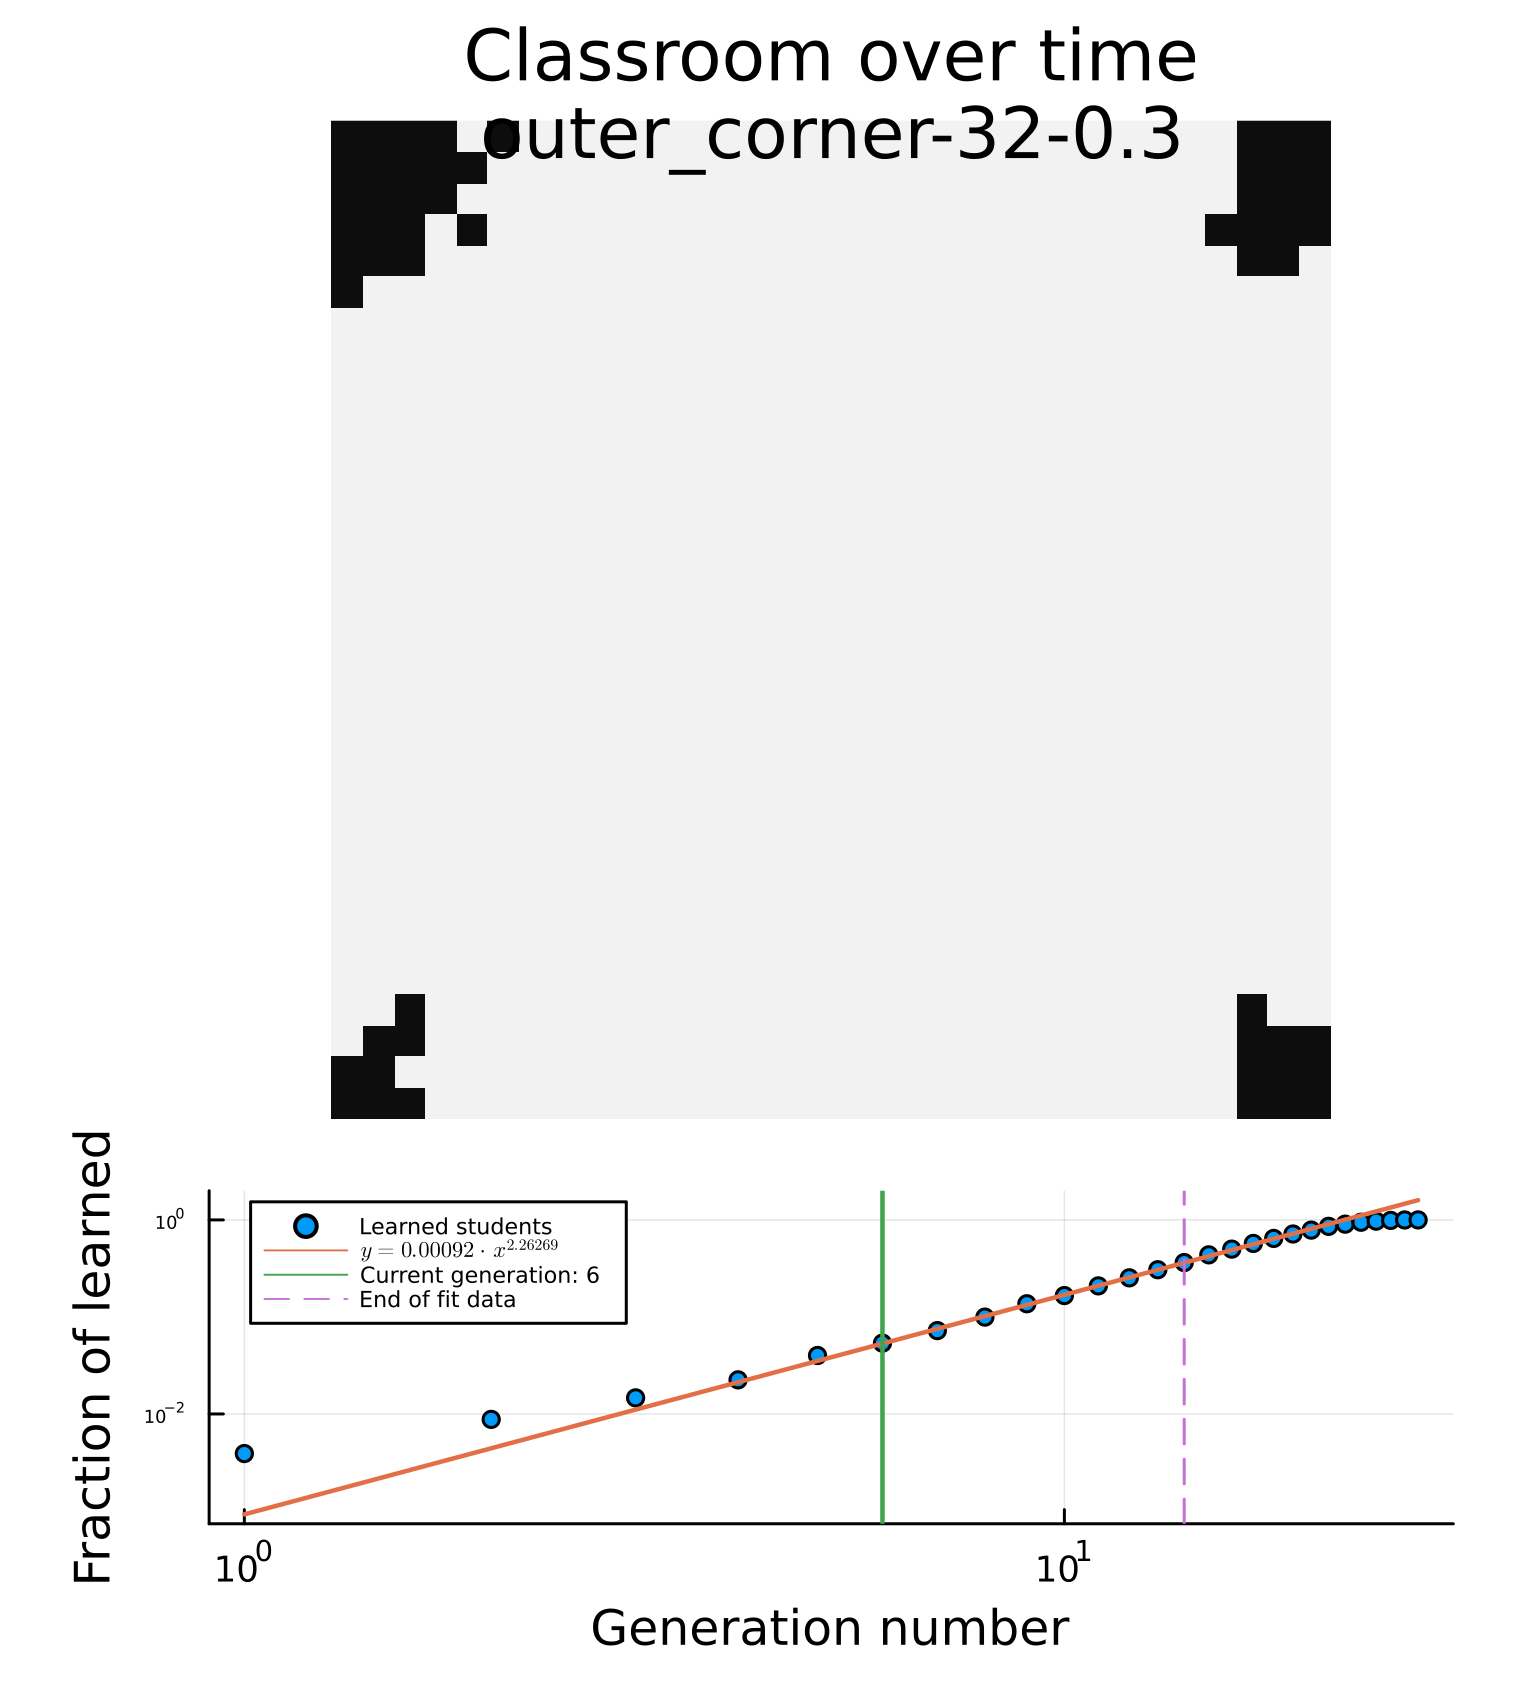 Classroom over time
outer_corner-32-0.3
Fraction of learned
10^0
10^-2
Learned students
y = 0.00092 · x^2.26269
Current generation: 6
End of fit data
10^0
10^1
Generation number